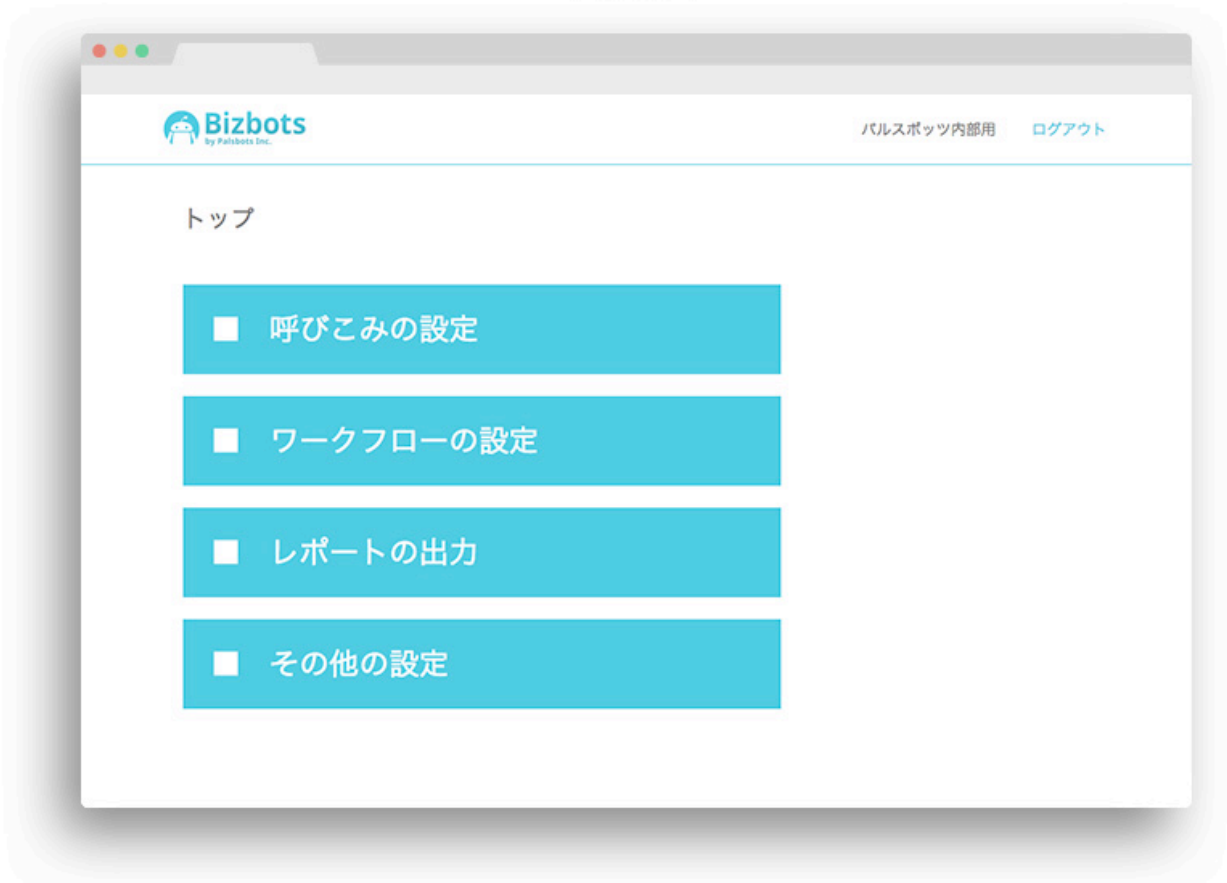 Bizbots
by Palsbots Inc.
パルスボッツ内部用
ログアウト
トップ
呼びこみの設定
ワークフローの設定
レポートの出力
その他の設定